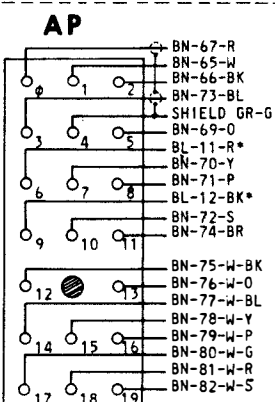 AP
BN-67-R
BN-65-W
BN-66-BK
BN-73-BL
SHIELD GR-G
BN-69-O
BL-11-R*
BN-70-Y
BN-71-P
BL-12-BK*
BN-72-S
BN-74-BR
BN-75-W-BK
BN-76-W-O
BN-77-W-BL
BN-78-W-Y
BN-79-W-P
BN-80-W-G
BN-81-W-R
BN-82-W-S
0 1 2
3 4 5
6 7 8
9 10 11
12 13
14 15 16
17 18 19